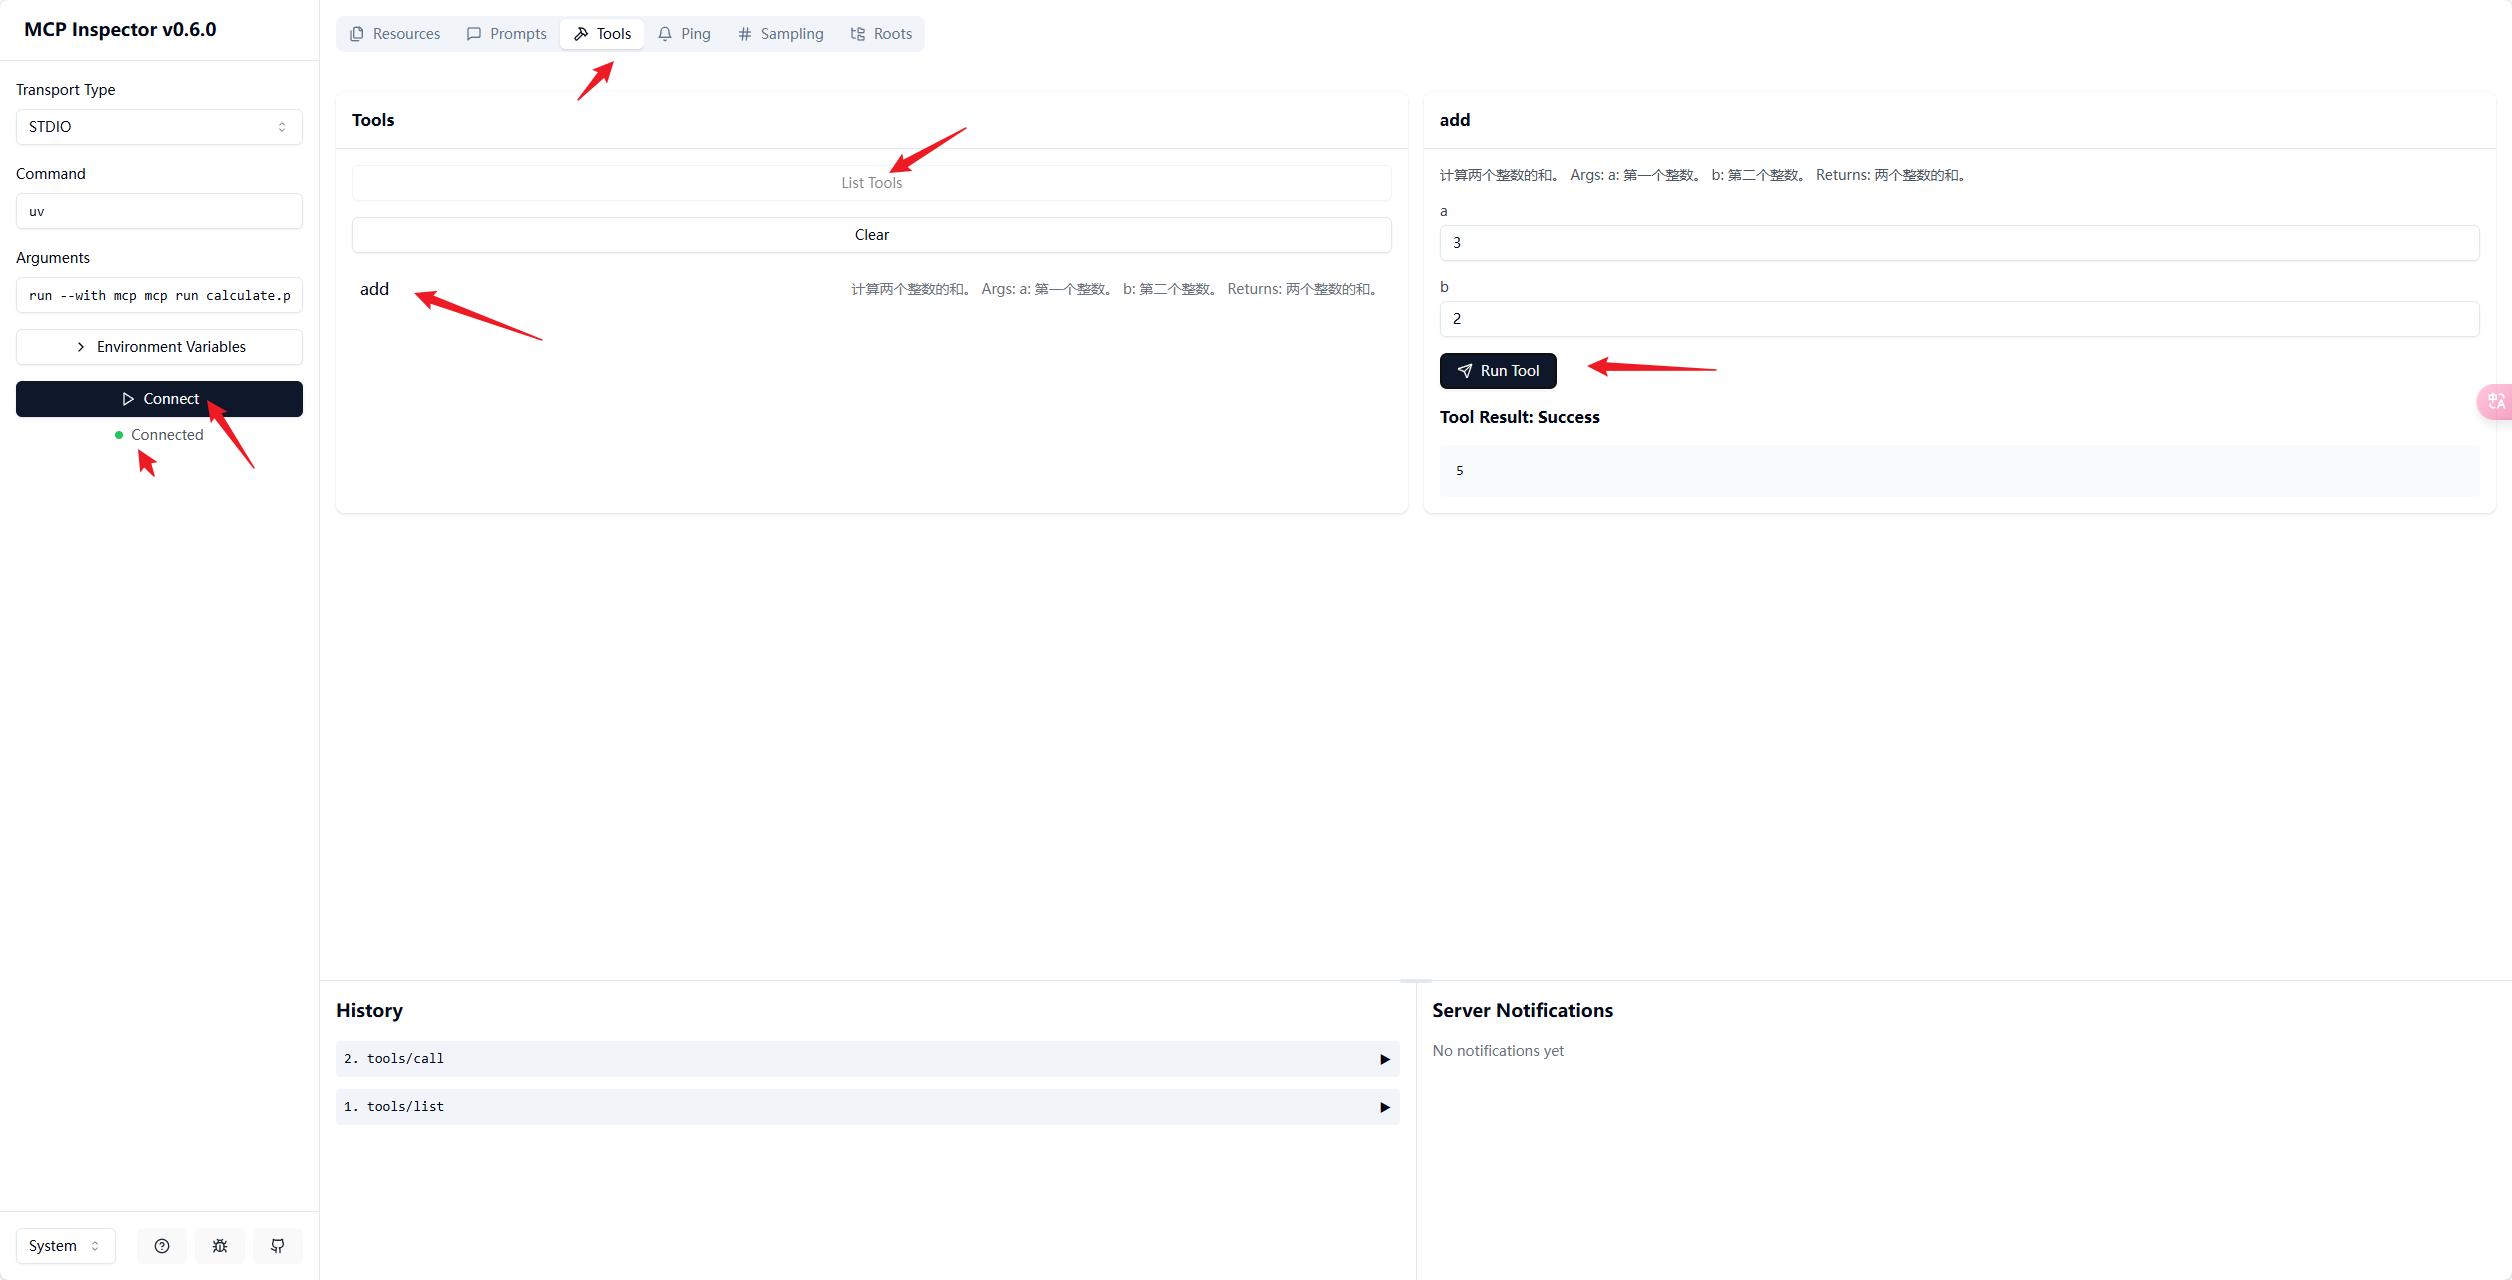 MCP Inspector v0.6.0
Transport Type
STDIO
Command
uv
Arguments
run --with mcp mcp run calculate.p
Environment Variables
Connect
Connected
System
Resources
Prompts
Tools
Ping
Sampling
Roots
Tools
List Tools
Clear
add
计算两个整数的和。 Args: a: 第一个整数。 b: 第二个整数。 Returns: 两个整数的和。
add
计算两个整数的和。 Args: a: 第一个整数。 b: 第二个整数。 Returns: 两个整数的和。
a
3
b
2
Run Tool
Tool Result: Success
5
History
2. tools/call
1. tools/list
Server Notifications
No notifications yet